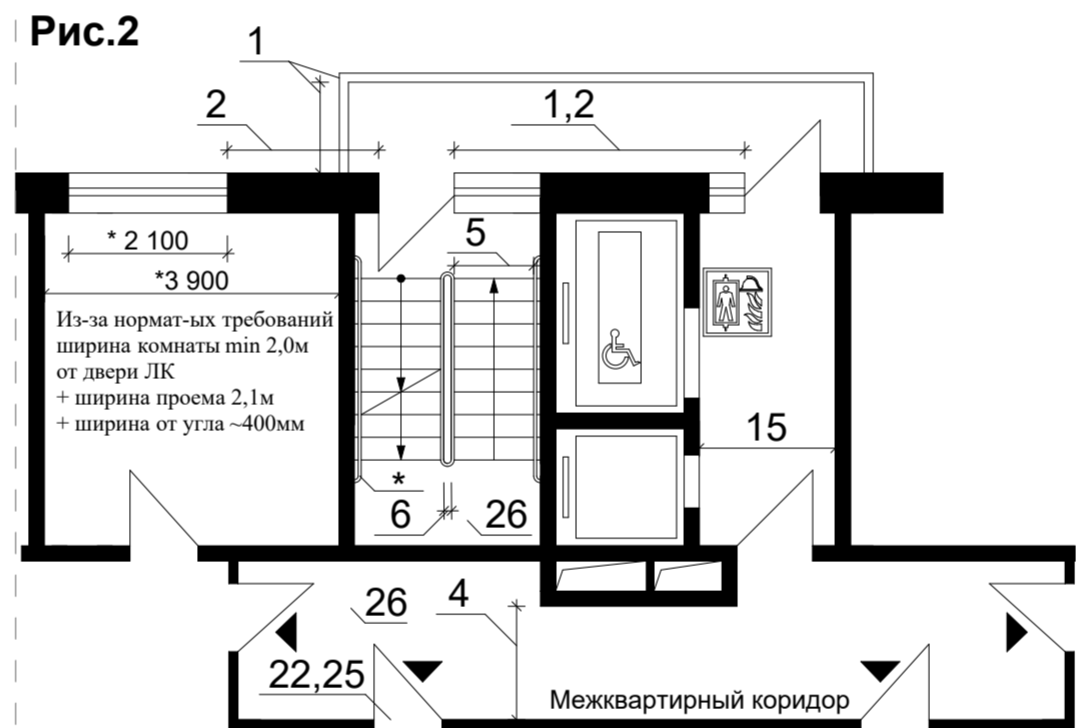 Рис.2
1
2
1,2
5
* 2 100
*3 900
Из-за нормат-ых требований
ширина комнаты min 2,0м
от двери ЛК
+ ширина проема 2,1м
+ ширина от угла ~400мм
15
*
6
26
26
4
22,25
Межквартирный коридор